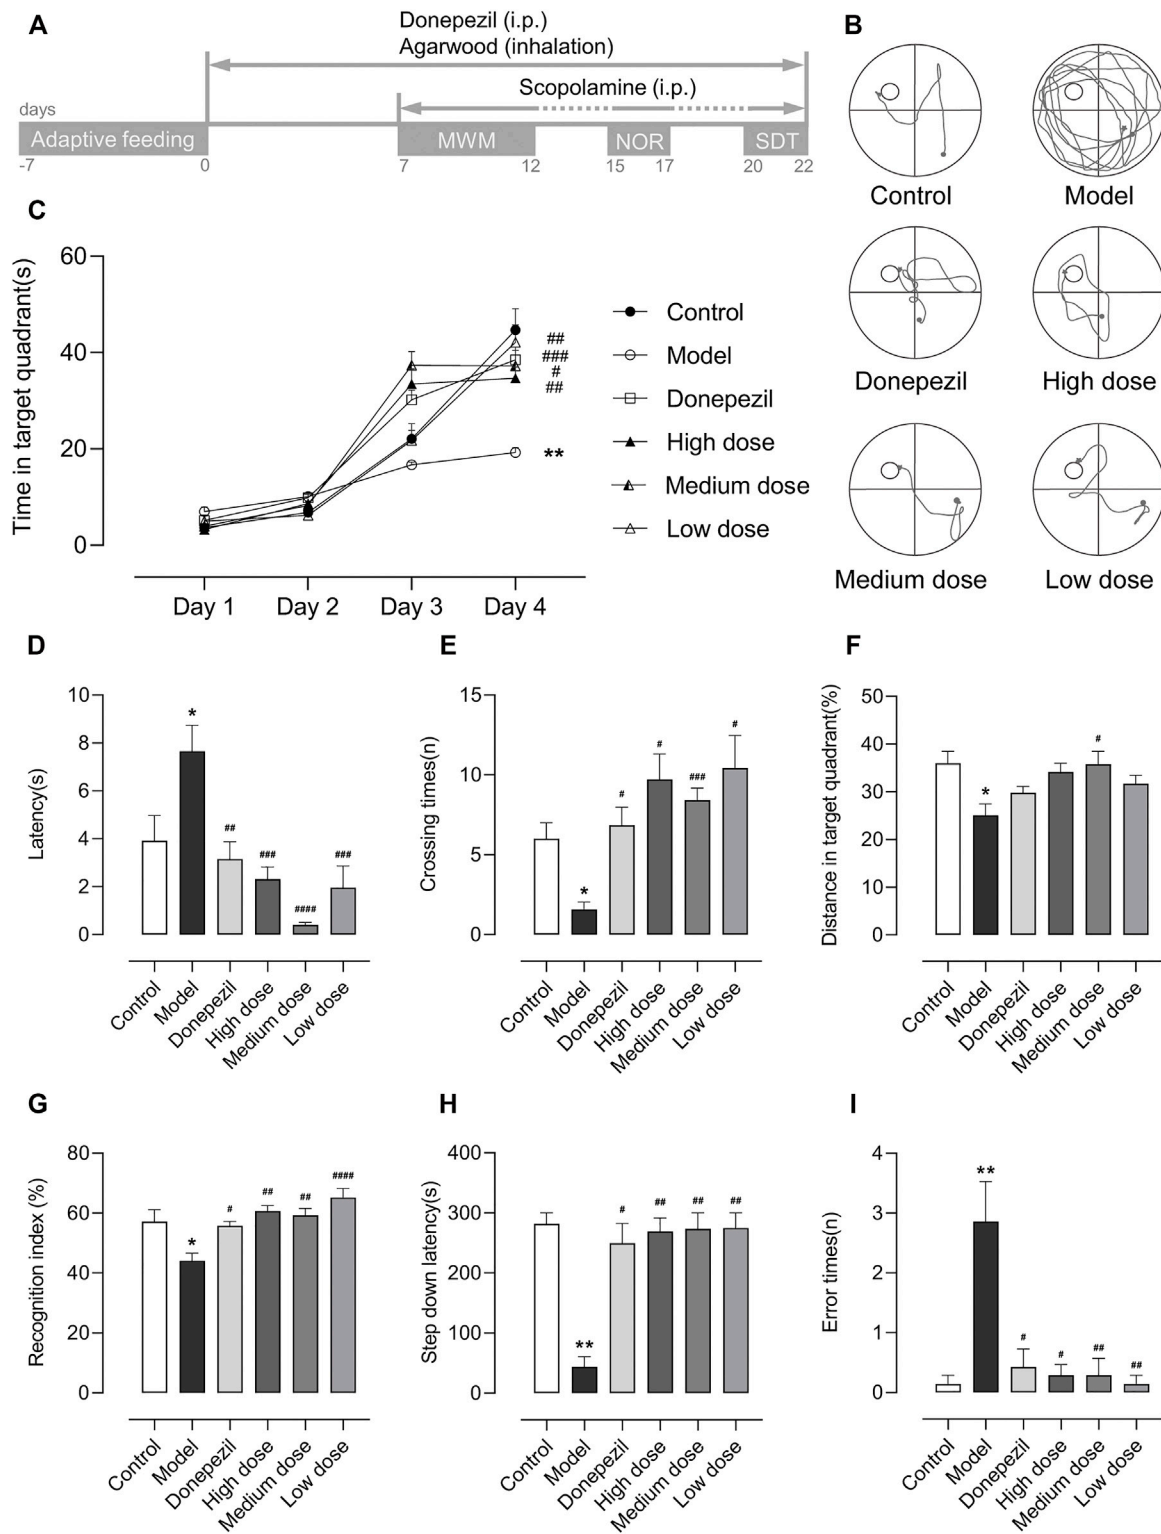 A
Donepezil (i.p.)
Agarwood (inhalation)
Scopolamine (i.p.)
days
Adaptive feeding
MWM
NOR
SDT
-7
0
7
12
15
17
20
22
B
Control
Model
Donepezil
High dose
Medium dose
Low dose
C
Time in target quadrant(s)
60
40
20
0
##
###
#
##
**
Day 1
Day 2
Day 3
Day 4
Control
Model
Donepezil
High dose
Medium dose
Low dose
D
Latency(s)
10
8
6
4
2
0
*
##
###
####
###
Control
Model
Donepezil
High dose
Medium dose
Low dose
E
Crossing times(n)
15
10
5
0
*
#
#
###
#
Control
Model
Donepezil
High dose
Medium dose
Low dose
F
Distance in target quadrant(%)
50
40
30
20
10
0
*
#
Control
Model
Donepezil
High dose
Medium dose
Low dose
G
Recognition index (%)
80
60
40
20
0
*
#
##
##
####
Control
Model
Donepezil
High dose
Medium dose
Low dose
H
Step down latency(s)
400
300
200
100
0
**
#
##
##
##
Control
Model
Donepezil
High dose
Medium dose
Low dose
I
Error times(n)
4
3
2
1
0
**
#
#
##
##
Control
Model
Donepezil
High dose
Medium dose
Low dose